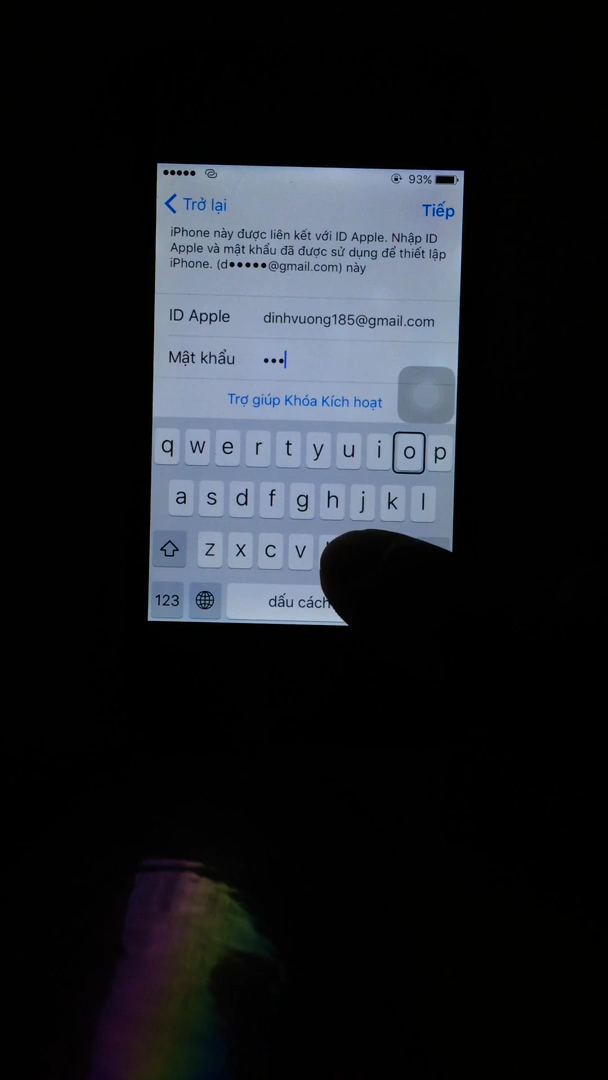 93%
Trở lại
Tiếp
iPhone này được liên kết với ID Apple. Nhập ID
Apple và mật khẩu đã được sử dụng để thiết lập
iPhone. (d●●●●●@gmail.com) này
ID Apple dinhvuong185@gmail.com
Mật khẩu •••
Trợ giúp Khóa Kích hoạt
q w e r t y u i o p
a s d f g h j k l
z x c v
123 dấu cách